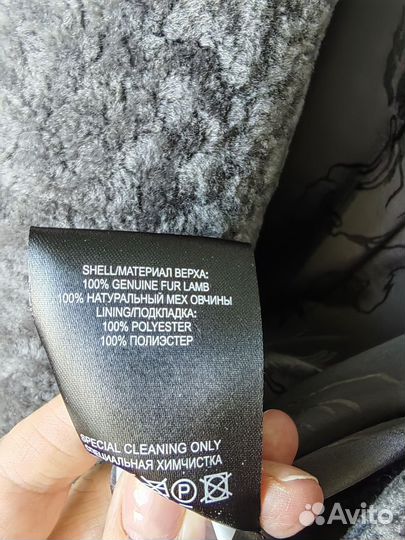 SHELL/МАТЕРИАЛ ВЕРХА:
100% GENUINE FUR LAMB
100% НАТУРАЛЬНЫЙ МЕХ ОВЧИНЫ
LINING/ПОДКЛАДКА:
100% POLYESTER
100% ПОЛИЭСТЕР
SPECIAL CLEANING ONLY
СПЕЦИАЛЬНАЯ ХИМЧИСТКА
P
Avito